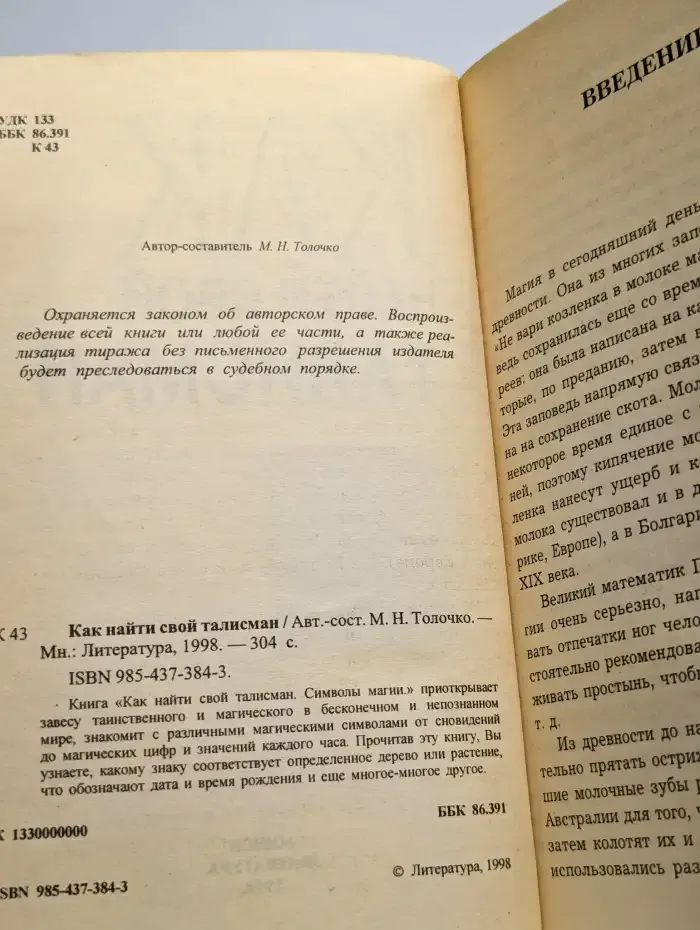 УДК 133
ББК 86.391
К 43
Автор-составитель М. Н. Толочко
Охраняется законом об авторском праве. Воспроиз-
ведение всей книги или любой ее части, а также реа-
лизация тиража без письменного разрешения издателя
будет преследоваться в судебном порядке.
К 43 Как найти свой талисман / Авт.-сост. М. Н. Толочко. —
Мн.: Литература, 1998. — 304 с.
ISBN 985-437-384-3.
Книга «Как найти свой талисман. Символы магии.» приоткрывает
завесу таинственного и магического в бесконечном и непознанном
мире, знакомит с различными магическими символами от сновидений
до магических цифр и значений каждого часа. Прочитав эту книгу, Вы
узнаете, какому знаку соответствует определенное дерево или растение,
что обозначают дата и время рождения и еще многое-многое другое.
ББК 86.391
К 1330000000
ISBN 985-437-384-3
© Литература, 1998
ВВЕДЕНИ
Магия в сегодняшний день
древности. Она из многих
«Не вари козленка в молоке
ведь сохранилась еще со врем
реев: она была написана на
торые, по преданию, затем в
Эта заповедь напрямую связ
на на сохранение скота. Мол
некоторое время единое с
ней, поэтому кипячение мо
ленка нанесут ущерб и к
молока существовал и в д
рике, Европе), а в Болгари
XIX века.
Великий математик П
гии очень серьезно, наг
вать отпечатки ног чело
стоятельно рекомендова
живать простынь, чтобы
т. д.
Из древности до на
тельно прятать острих
шие молочные зубы р
Австралии для того, ч
затем колотят их и
использовались раз